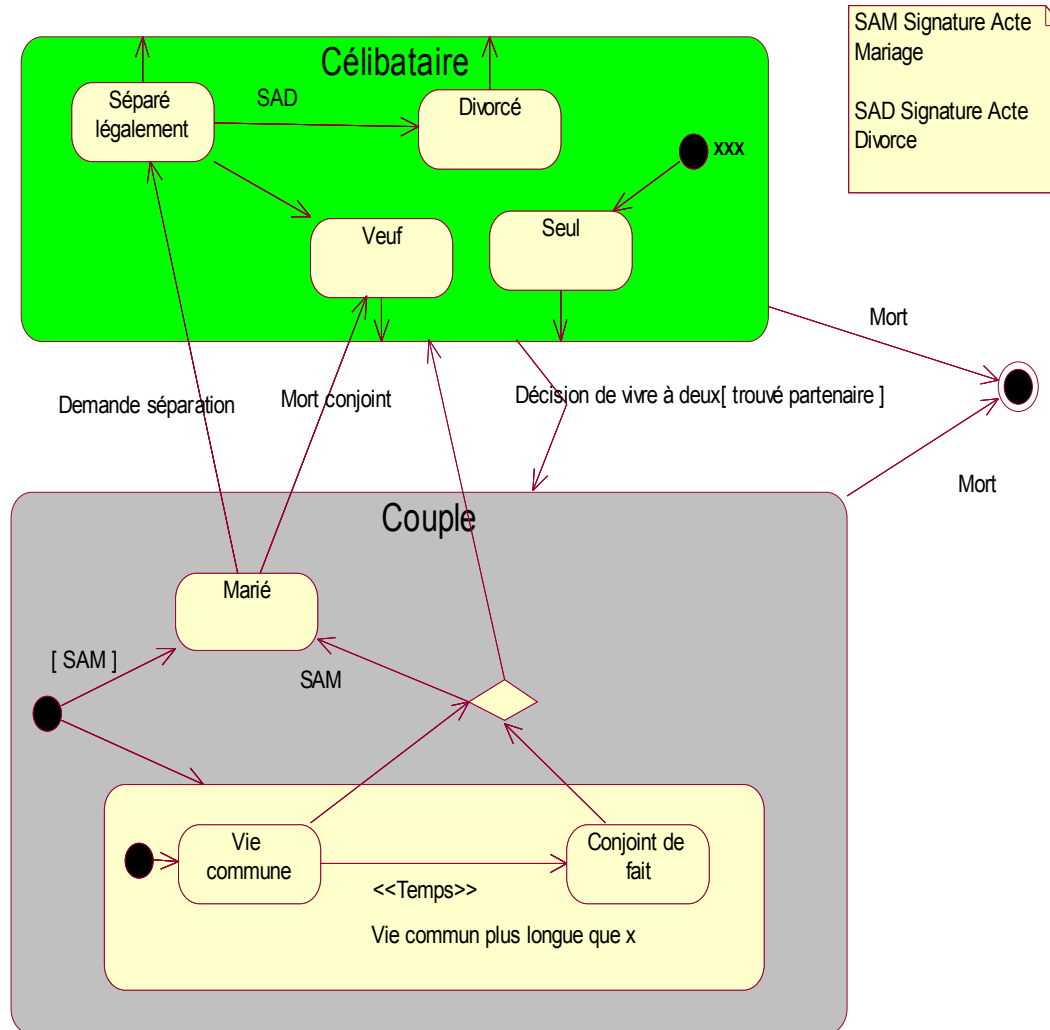 SAM Signature Acte
Mariage
SAD Signature Acte
Divorce
Célibataire
Séparé
légalement
SAD
Divorcé
xxx
Veuf
Seul
Mort
Demande séparation
Mort conjoint
Décision de vivre à deux[ trouvé partenaire ]
Mort
Couple
Marié
[ SAM ]
SAM
Vie
commune
Conjoint de
fait
<<Temps>>
Vie commun plus longue que x